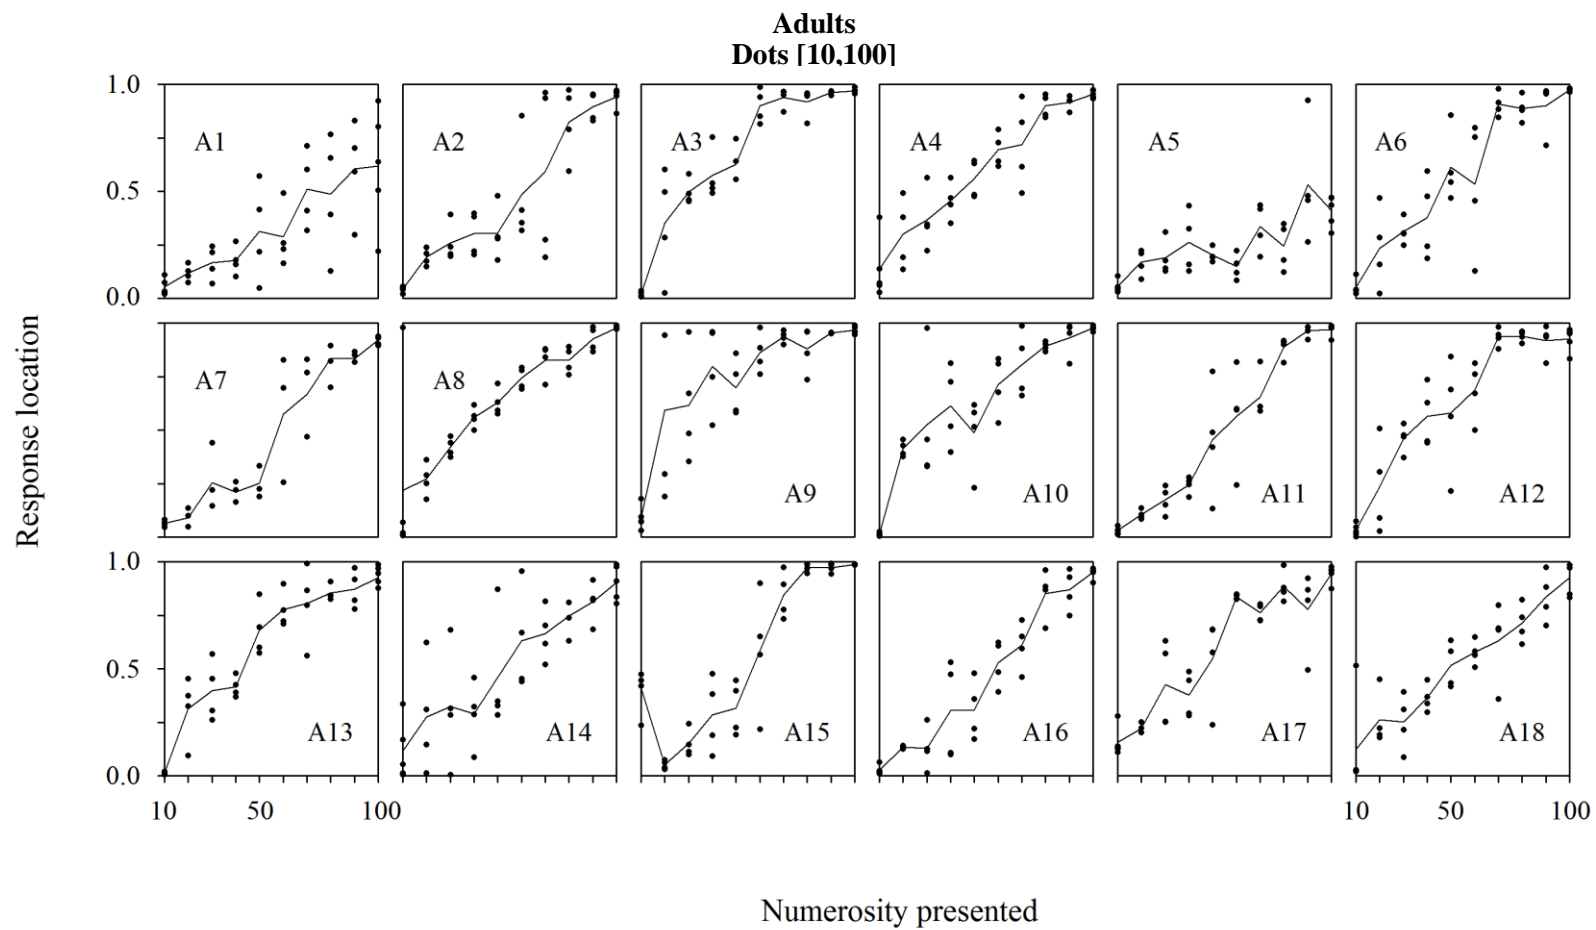 Adults
Dots [10,100]
1.0
A1
A2
A3
A4
A5
A6
0.5
0.0
Response location
A7
A8
A9
A10
A11
A12
1.0
0.5
A13
A14
A15
A16
A17
A18
0.0
10 50 100 10 50 100
Numerosity presented